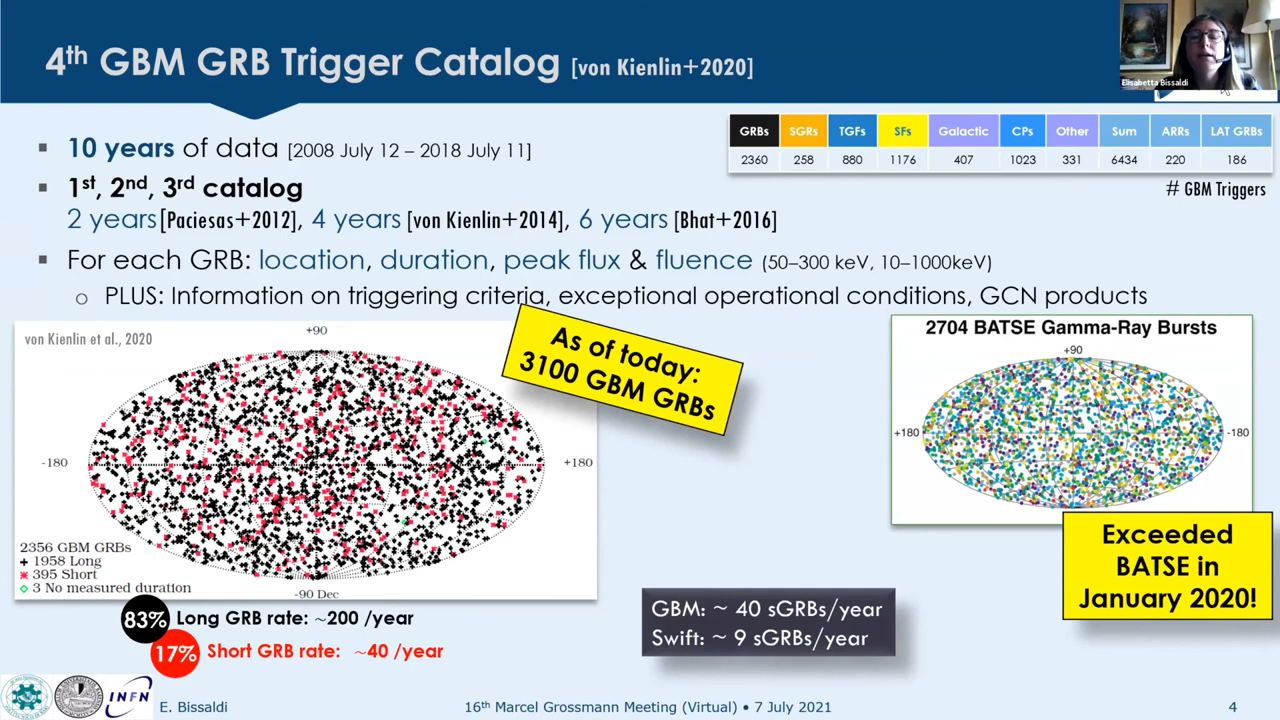 4th GBM GRB Trigger Catalog [von Kienlin+2020]
Elisabetta Bissaldi
10 years of data [2008 July 12 – 2018 July 11]
GRBs SGRs TGFs SFs Galactic CPs Other Sum ARRs LAT GRBs
2360 258 880 1176 407 1023 331 6434 220 186
# GBM Triggers
1st, 2nd, 3rd catalog
2 years [Paciesas+2012], 4 years [von Kienlin+2014], 6 years [Bhat+2016]
For each GRB: location, duration, peak flux & fluence (50–300 keV, 10–1000keV)
PLUS: Information on triggering criteria, exceptional operational conditions, GCN products
von Kienlin et al., 2020
+90
-180
+180
-90 Dec
2356 GBM GRBs
1958 Long
395 Short
3 No measured duration
As of today:
3100 GBM GRBs
2704 BATSE Gamma-Ray Bursts
+90
+180
-180
Exceeded
BATSE in
January 2020!
83% Long GRB rate: ~200 /year
17% Short GRB rate: ~40 /year
GBM: ~ 40 sGRBs/year
Swift: ~ 9 sGRBs/year
INFN
E. Bissaldi
16th Marcel Grossmann Meeting (Virtual) • 7 July 2021
4